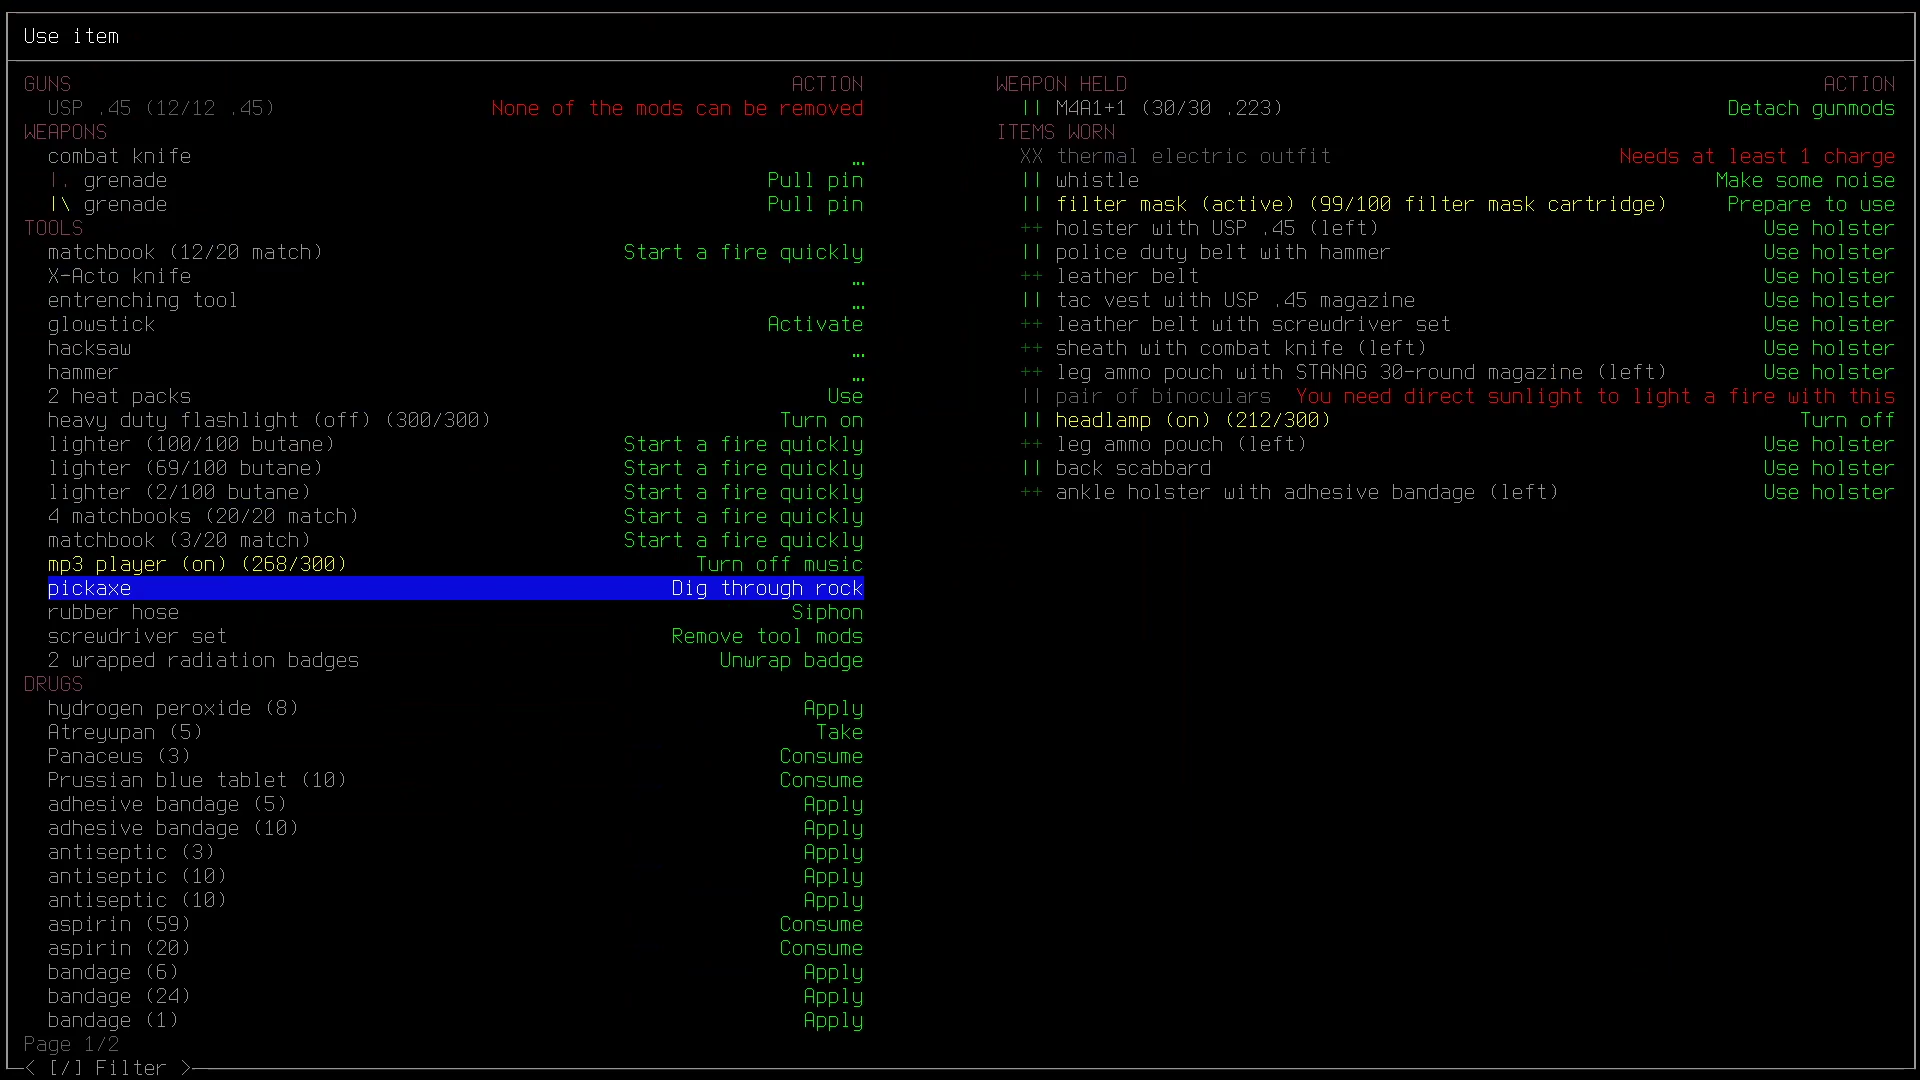 Use item
GUNS ACTION
USP .45 (12/12 .45) None of the mods can be removed
WEAPONS
combat knife …
|. grenade Pull pin
|\ grenade Pull pin
TOOLS
matchbook (12/20 match) Start a fire quickly
X-Acto knife …
entrenching tool …
glowstick Activate
hacksaw …
hammer …
2 heat packs Use
heavy duty flashlight (off) (300/300) Turn on
lighter (100/100 butane) Start a fire quickly
lighter (69/100 butane) Start a fire quickly
lighter (2/100 butane) Start a fire quickly
4 matchbooks (20/20 match) Start a fire quickly
matchbook (3/20 match) Start a fire quickly
mp3 player (on) (268/300) Turn off music
pickaxe Dig through rock
rubber hose Siphon
screwdriver set Remove tool mods
2 wrapped radiation badges Unwrap badge
DRUGS
hydrogen peroxide (8) Apply
Atreyupan (5) Take
Panaceus (3) Consume
Prussian blue tablet (10) Consume
adhesive bandage (5) Apply
adhesive bandage (10) Apply
antiseptic (3) Apply
antiseptic (10) Apply
antiseptic (10) Apply
aspirin (59) Consume
aspirin (20) Consume
bandage (6) Apply
bandage (24) Apply
bandage (1) Apply
Page 1/2
< [/] Filter >
WEAPON HELD ACTION
|| M4A1+1 (30/30 .223) Detach gunmods
ITEMS WORN
XX thermal electric outfit Needs at least 1 charge
|| whistle Make some noise
|| filter mask (active) (99/100 filter mask cartridge) Prepare to use
++ holster with USP .45 (left) Use holster
|| police duty belt with hammer Use holster
++ leather belt Use holster
|| tac vest with USP .45 magazine Use holster
++ leather belt with screwdriver set Use holster
++ sheath with combat knife (left) Use holster
++ leg ammo pouch with STANAG 30-round magazine (left) Use holster
|| pair of binoculars You need direct sunlight to light a fire with this
|| headlamp (on) (212/300) Turn off
++ leg ammo pouch (left) Use holster
|| back scabbard Use holster
++ ankle holster with adhesive bandage (left) Use holster